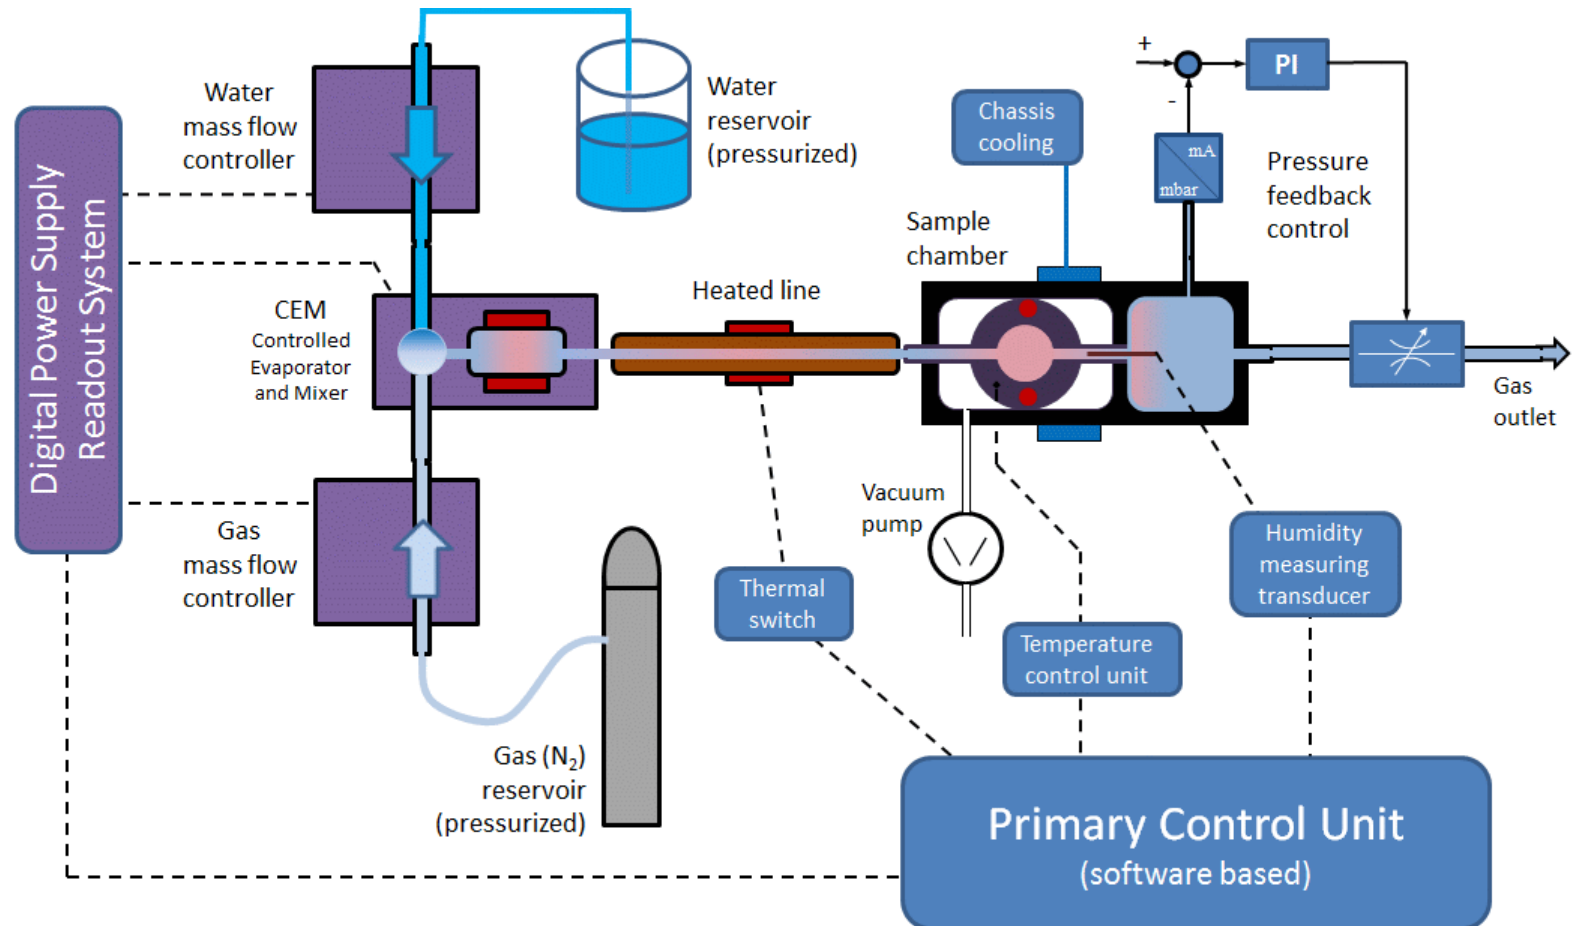 Water
mass flow
controller
Water
reservoir
(pressurized)
Digital Power Supply
Readout System
CEM
Controlled
Evaporator
and Mixer
Heated line
Chassis
cooling
Sample
chamber
+
-
PI
mA
mbar
Pressure
feedback
control
Gas
outlet
Gas
mass flow
controller
Vacuum
pump
Thermal
switch
Temperature
control unit
Humidity
measuring
transducer
Gas (N₂)
reservoir
(pressurized)
Primary Control Unit
(software based)